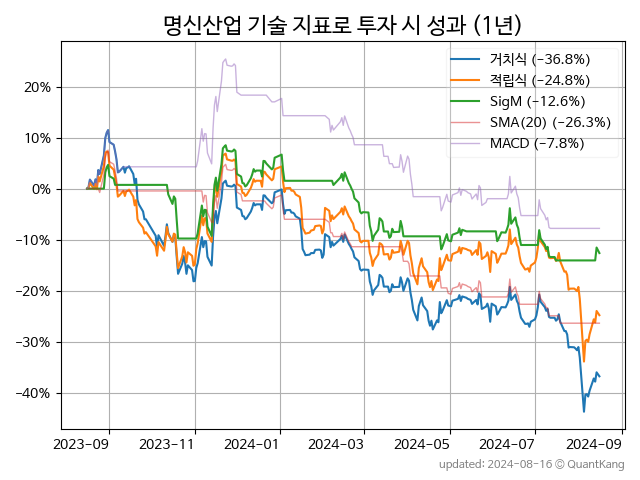 명신산업 기술 지표로 투자 시 성과 (1년)
거치식 (−36.8%)
적립식 (−24.8%)
SigM (−12.6%)
SMA(20) (−26.3%)
MACD (−7.8%)
20%
10%
0%
−10%
−20%
−30%
−40%
2023-09 2023-11 2024-01 2024-03 2024-05 2024-07 2024-09
updated: 2024-08-16 © QuantKang